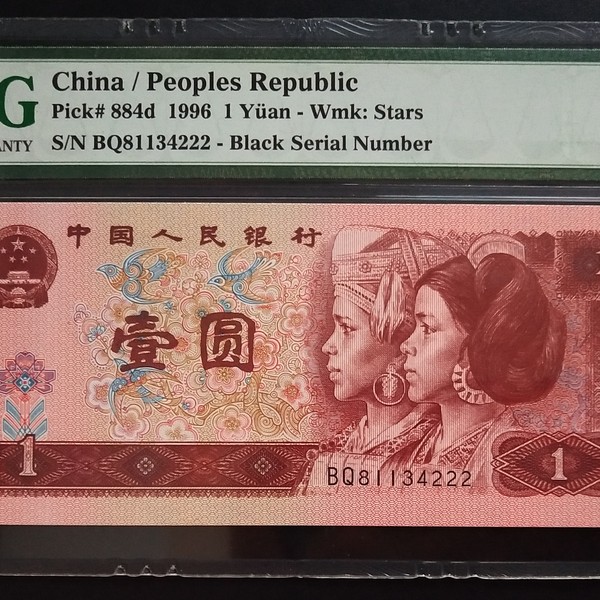 G
ANTY
China / Peoples Republic
Pick# 884d 1996 1 Yüan - Wmk: Stars
S/N BQ81134222 - Black Serial Number
中国人民银行
壹圆
1
BQ81134222
1